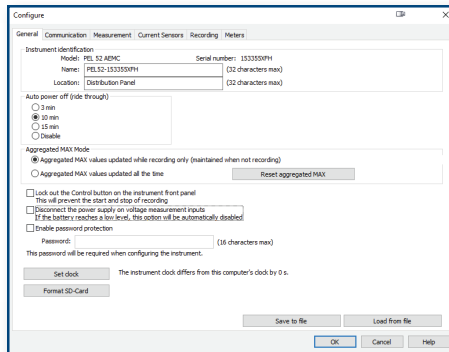 Configure
General Communication Measurement Current Sensors Recording Meters
Instrument identification
Model: PEL 52 AEMC Serial number: 153355XFH
Name: PEL52-153355XFH (32 characters max)
Location: Distribution Panel (32 characters max)
Auto power off (ride through)
3 min
10 min
15 min
Disable
Aggregated MAX Mode
Aggregated MAX values updated while recording only (maintained when not recording)
Aggregated MAX values updated all the time Reset aggregated MAX
Lock out the Control button on the instrument front panel
This will prevent the start and stop of recording
Disconnect the power supply on voltage measurement inputs
If the battery reaches a low level, this option will be automatically disabled
Enable password protection
Password: (16 characters max)
This password will be required when configuring the instrument.
Set clock The instrument clock differs from this computer's clock by 0 s.
Format SD-Card
Save to file Load from file
OK Cancel Help